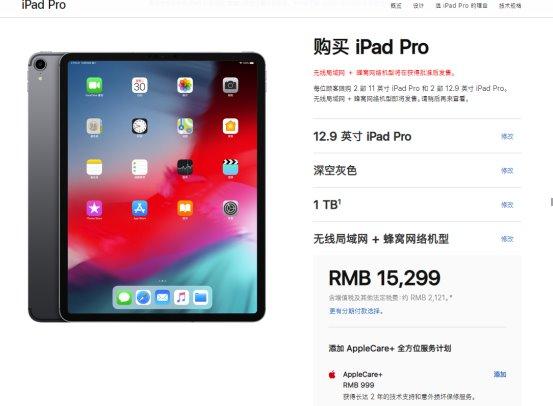 iPad Pro
概览 设计 选 iPad Pro 的理由 技术规格
购买 iPad Pro
无线局域网 + 蜂窝网络机型将在获得批准后发售。
每位顾客限购 2 部 11 英寸 iPad Pro 和 2 部 12.9 英寸 iPad Pro。
无线局域网 + 蜂窝网络机型即将发售。请稍后再来查看。
12.9 英寸 iPad Pro 修改
深空灰色 修改
1 TB¹ 修改
无线局域网 + 蜂窝网络机型 修改
RMB 15,299
含增值税及其他法定税费：约 RMB 2,121。*
更有分期付款选择。
添加 AppleCare+ 全方位服务计划
AppleCare+ 添加
RMB 999
获得长达 2 年的技术支持和意外损坏保修服务。
30